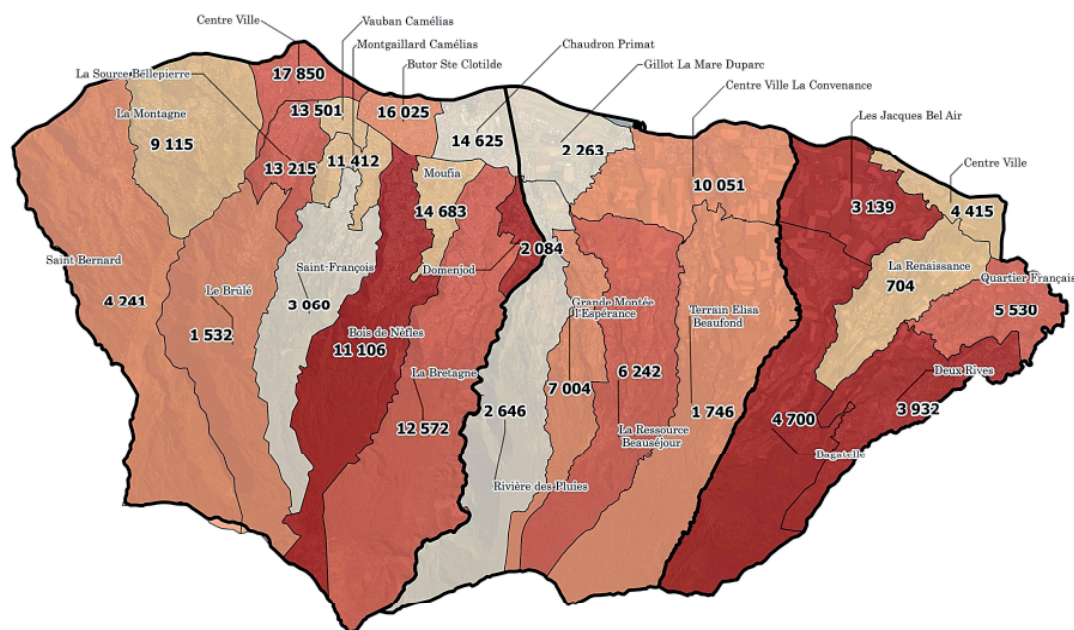 Vauban Camélias
Centre Ville
Montgaillard Camélias
Chaudron Primat
Butor Ste Clotilde
Gillot La Mare Duparc
La Source Bellepierre
17 850
Centre Ville La Convenance
La Montagne
13 501
16 025
Les Jacques Bel Air
9 115
14 625
2 263
11 412
Centre Ville
13 215
Moufia
10 051
3 139
14 683
4 415
2 084
Saint Bernard
Saint-François
Domenjod
La Renaissance
704
Quartier Français
Le Brûlé
4 241
3 060
Grande Montée
l'Espérance
Terrain Elisa
Beaufond
5 530
1 532
Bois de Nèfles
11 106
La Bretagne
6 242
Deux Rives
7 004
2 646
1 746
3 932
4 700
12 572
La Ressource
Beauséjour
Bagatelle
Rivière des Pluies